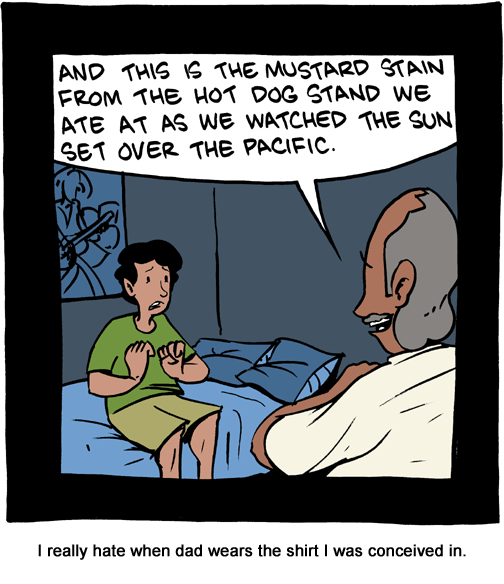 AND THIS IS THE MUSTARD STAIN
FROM THE HOT DOG STAND WE
ATE AT AS WE WATCHED THE SUN
SET OVER THE PACIFIC.
I really hate when dad wears the shirt I was conceived in.